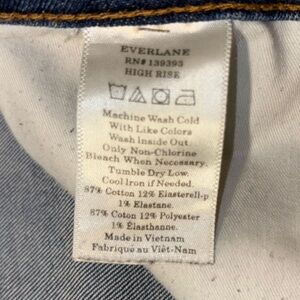 EVERLANE
RN# 139393
HIGH RISE
Machine Wash Cold
With Like Colors
Wash Inside Out
Only Non-Chlorine
Bleach When Necessary.
Tumble Dry Low.
Cool Iron if Needed.
87% Cotton 12% Elasterell-p
1% Elastane.
87% Coton 12% Polyester
1% Élasthanne.
Made in Vietnam
Fabriqué au Viêt-Nam